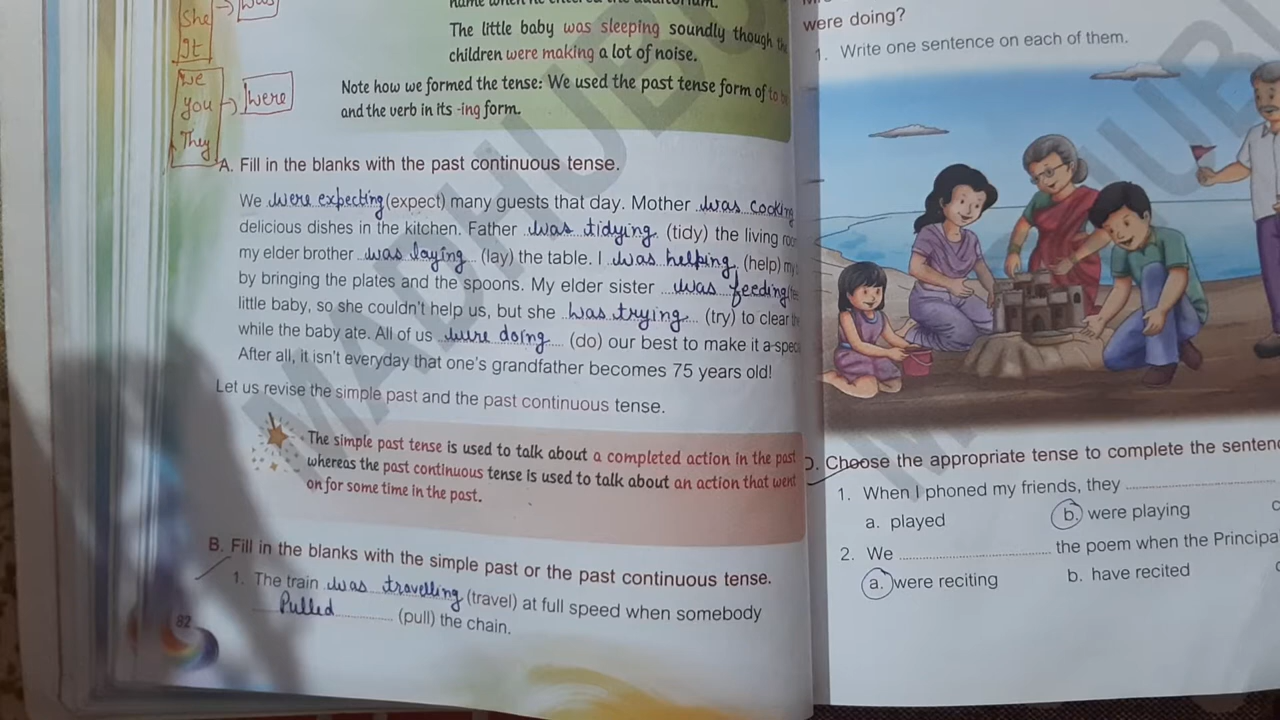 She → was
It
We
you → were
They
name when he entered the auditorium.
The little baby was sleeping soundly though the
children were making a lot of noise.
Note how we formed the tense: We used the past tense form of to be
and the verb in its -ing form.
A. Fill in the blanks with the past continuous tense.
We were expecting (expect) many guests that day. Mother was cooking
delicious dishes in the kitchen. Father was tidying (tidy) the living
my elder brother was laying (lay) the table. I was helping (help)
by bringing the plates and the spoons. My elder sister was feeding
little baby, so she couldn't help us, but she was trying (try) to clear
while the baby ate. All of us were doing (do) our best to make it a
After all, it isn't everyday that one's grandfather becomes 75 years old!
Let us revise the simple past and the past continuous tense.
The simple past tense is used to talk about a completed action in the past
whereas the past continuous tense is used to talk about an action that went
on for some time in the past.
B. Fill in the blanks with the simple past or the past continuous tense.
1. The train was travelling (travel) at full speed when somebody
Pulled (pull) the chain.
82
were doing?
1. Write one sentence on each of them.
D. Choose the appropriate tense to complete the
1. When I phoned my friends, they
a. played b. were playing
2. We the poem when the
a. were reciting b. have recited
MADHUBUN